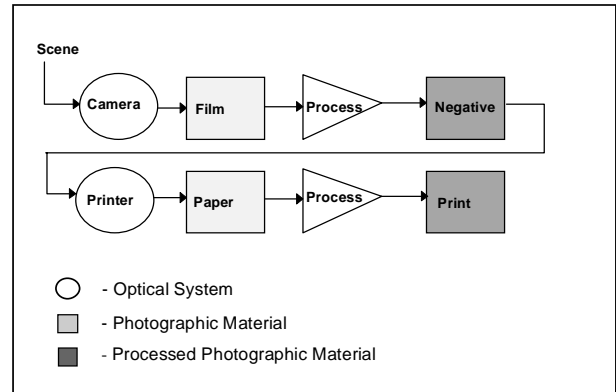 Scene
Camera
Film
Process
Negative
Printer
Paper
Process
Print
- Optical System
- Photographic Material
- Processed Photographic Material